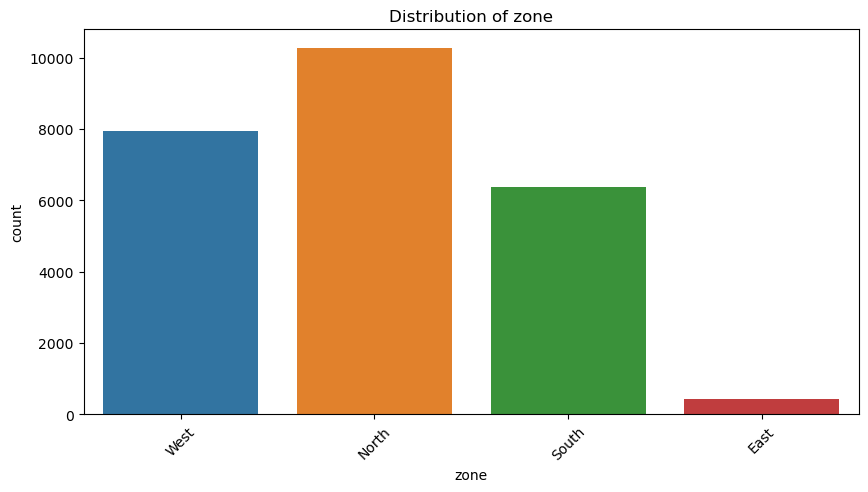 Distribution of zone
10000
8000
6000
4000
2000
0
count
West
North
South
East
zone